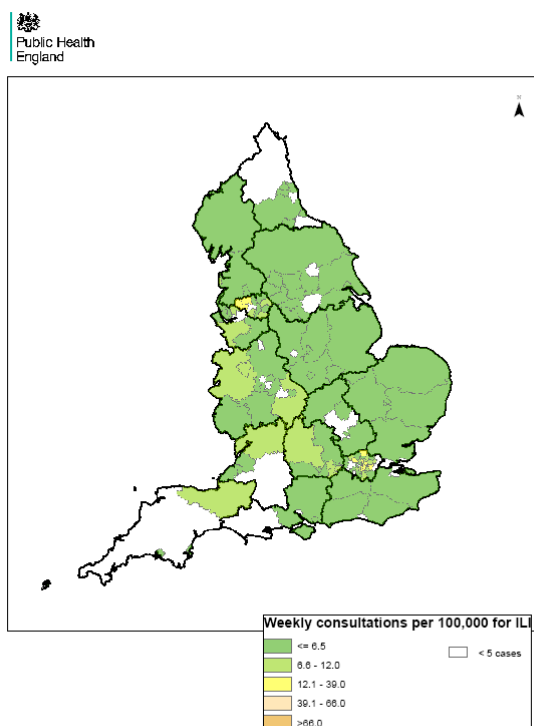 Public Health
England
N
Weekly consultations per 100,000 for ILI
<= 6.5
6.6 - 12.0
12.1 - 39.0
39.1 - 66.0
>66.0
< 5 cases